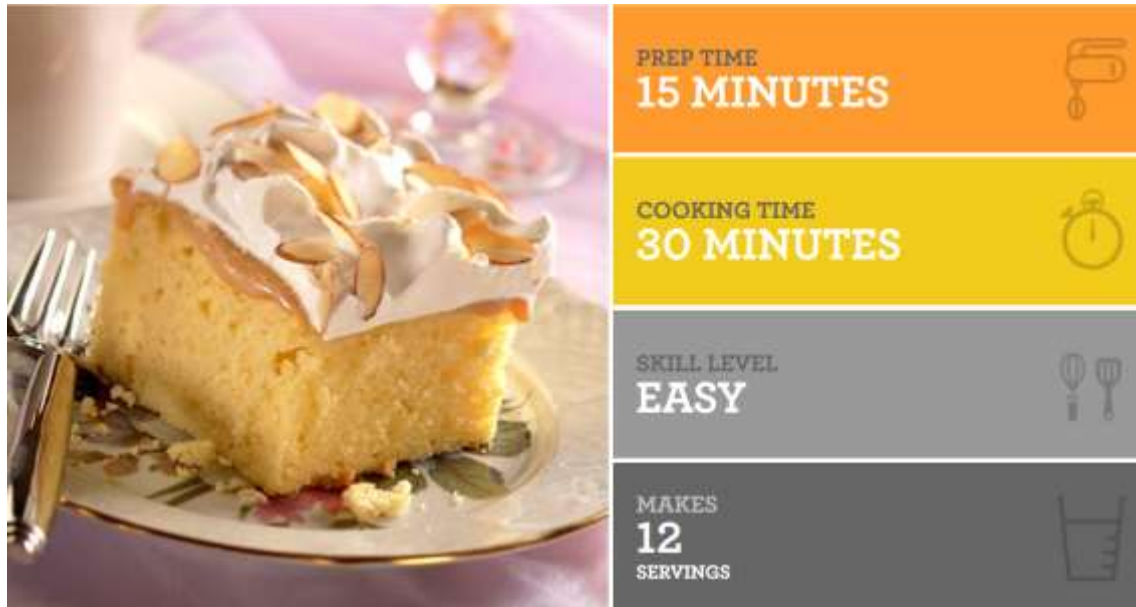 PREP TIME
15 MINUTES
COOKING TIME
30 MINUTES
SKILL LEVEL
EASY
MAKES
12
SERVINGS